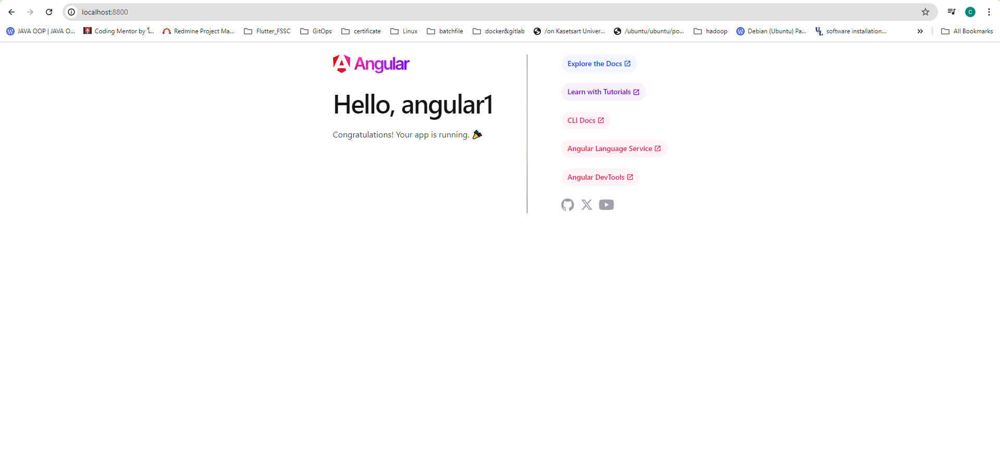 localhost:8800
JAVA OOP | JAVA O...
Coding Mentor by โ...
Redmine Project Ma...
Flutter_FSSC
GitOps
certificate
Linux
batchfile
docker&gitlab
/on Kasetsart Univer...
/ubuntu/ubuntu/po...
hadoop
Debian (Ubuntu) Pa...
software installation...
All Bookmarks
C
Angular
Hello, angular1
Congratulations! Your app is running.
Explore the Docs
Learn with Tutorials
CLI Docs
Angular Language Service
Angular DevTools